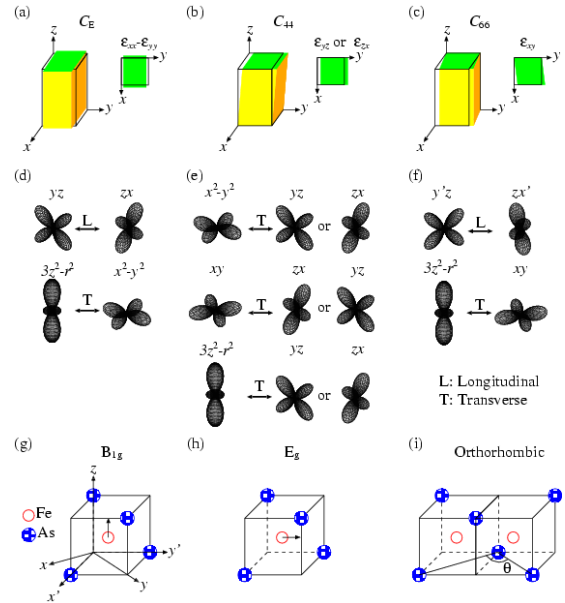 (a) C_E
(b) C_44
(c) C_66
z
ε_xx-ε_yy
y
x
y
x
z
ε_yz or ε_zx
y
x
y
x
z
ε_xy
y
x
y
x
(d)
yz zx
L
3z²-r² x²-y²
T
(e)
x²-y² yz zx
T or
xy zx yz
T or
3z²-r² yz zx
T or
(f)
y'z zx'
L
3z²-r² xy
T
L: Longitudinal
T: Transverse
(g) B_1g
z
Fe
As
x
x'
y
y'
(h) E_g
(i) Orthorhombic
θ